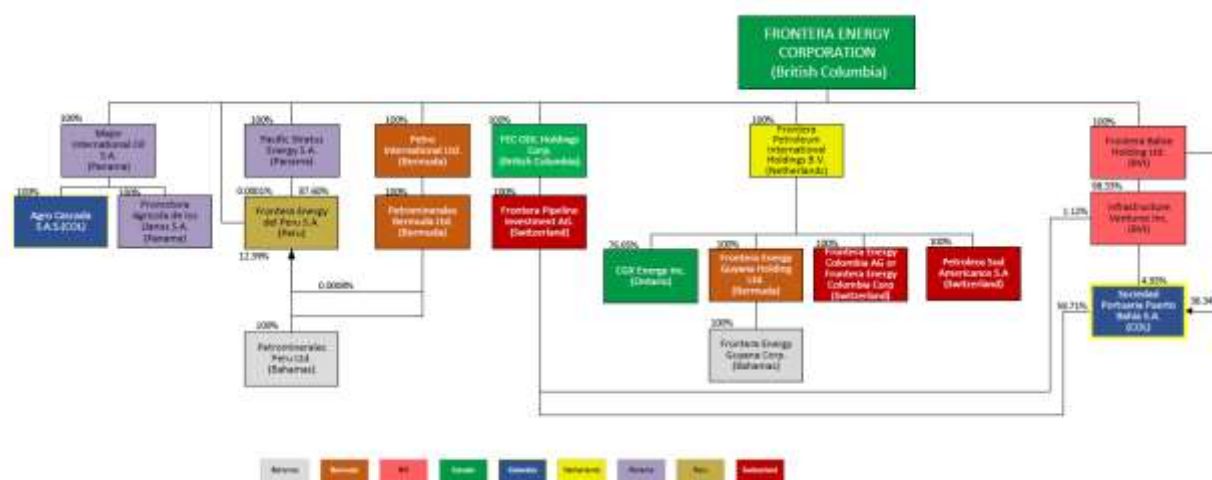 FRONTERA ENERGY
CORPORATION
(British Columbia)
100%
Major
International Oil
S.A.
(Panama)
100%
Pacific Stratus
Energy S.A.
(Panama)
100%
Petro
International Ltd.
(Bermuda)
100%
Holdings
Corp.
(British Columbia)
100%
Frontera
Petroleum
International
Holdings B.V.
(Netherlands)
100%
Frontera Bahía
Holding Ltd.
(BVI)
100%
Agro Cascada
S.A.S.(COL)
100%
Promotora
Agricola de los
Llanos S.A.
(Panama)
0.0001%
87.60%
Frontera Energy
del Peru S.A.
(Peru)
12.39%
100%
Petrominerales
Bermuda Ltd.
(Bermuda)
100%
Frontera Pipeline
Investment AG.
(Switzerland)
98.33%
1.12%
Infrastructure
Ventures Inc.
(BVI)
0.0008%
76.05%
CGX Energy Inc.
(Ontario)
100%
Frontera Energy
Guyana Holding
Ltd.
(Bermuda)
100%
Frontera Energy
Colombia AG or
Frontera Energy
Colombia Corp
(Switzerland)
100%
Petroleos Sud
Americanos S.A
(Switzerland)
4.93%
50.71%
Sociedad
Portuaria Puerto
Bahia S.A.
(COL)
100%
Petrominerales
Peru Ltd
(Bahamas)
100%
Frontera Energy
Guyana Corp.
(Bahamas)
Bahamas
Bermuda
BVI
Canada
Colombia
Netherlands
Panama
Peru
Switzerland